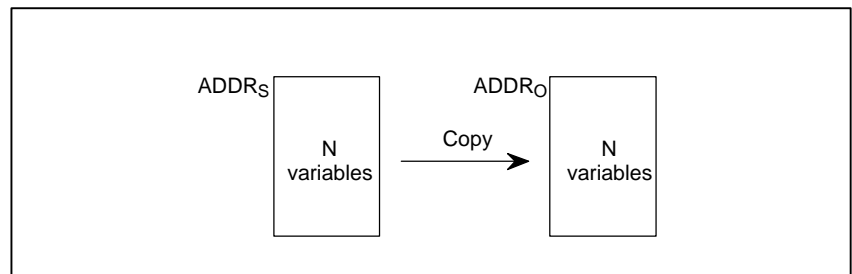 ADDRS
ADDRO
Copy
N
variables
N
variables